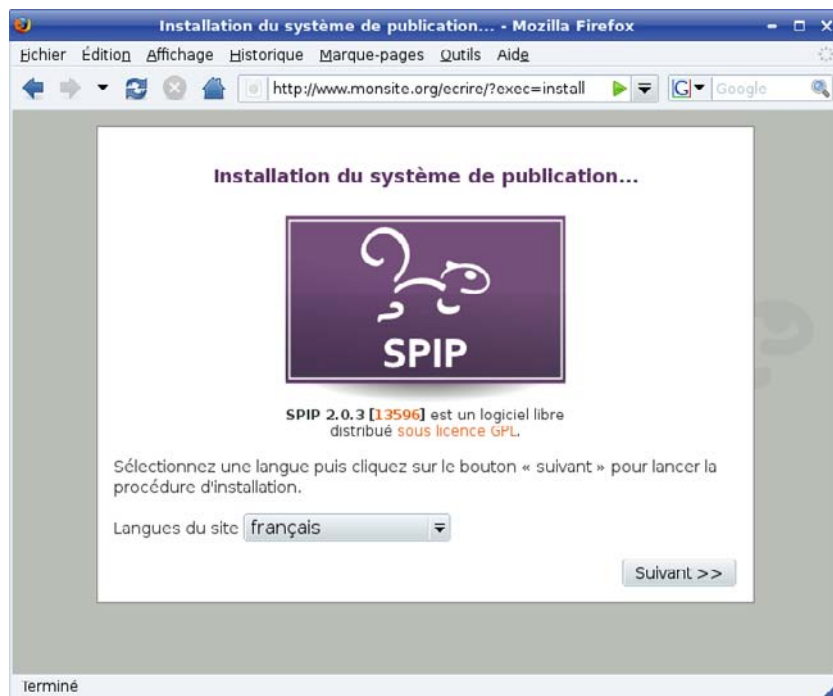 Installation du système de publication... - Mozilla Firefox
Fichier Édition Affichage Historique Marque-pages Outils Aide
http://www.monsite.org/ecrire/?exec=install G Google
Installation du système de publication...
SPIP
SPIP 2.0.3 [13596] est un logiciel libre
distribué sous licence GPL.
Sélectionnez une langue puis cliquez sur le bouton « suivant » pour lancer la
procédure d'installation.
Langues du site français
Suivant >>
Terminé